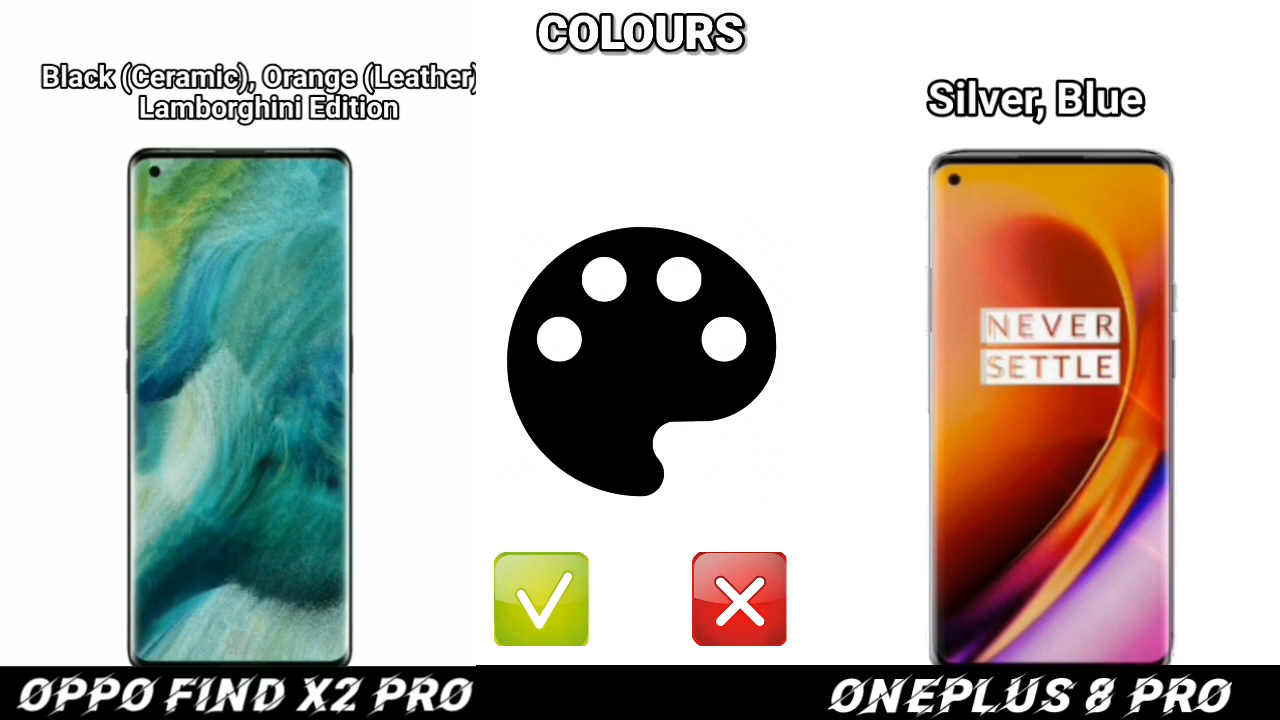 COLOURS
Black (Ceramic), Orange (Leather)
Lamborghini Edition
Silver, Blue
NEVER
SETTLE
OPPO FIND X2 PRO
ONEPLUS 8 PRO